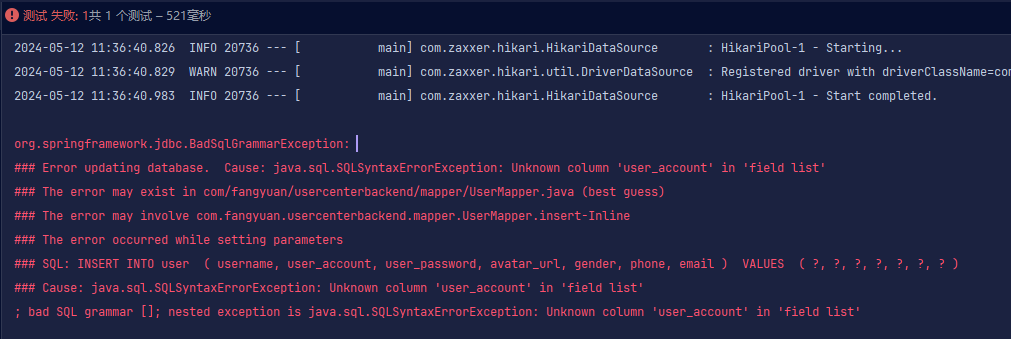 测试 失败: 1共 1 个测试 – 521毫秒
2024-05-12 11:36:40.826  INFO 20736 --- [           main] com.zaxxer.hikari.HikariDataSource       : HikariPool-1 - Starting...
2024-05-12 11:36:40.829  WARN 20736 --- [           main] com.zaxxer.hikari.util.DriverDataSource  : Registered driver with driverClassName=com
2024-05-12 11:36:40.983  INFO 20736 --- [           main] com.zaxxer.hikari.HikariDataSource       : HikariPool-1 - Start completed.
org.springframework.jdbc.BadSqlGrammarException:
### Error updating database.  Cause: java.sql.SQLSyntaxErrorException: Unknown column 'user_account' in 'field list'
### The error may exist in com/fangyuan/usercenterbackend/mapper/UserMapper.java (best guess)
### The error may involve com.fangyuan.usercenterbackend.mapper.UserMapper.insert-Inline
### The error occurred while setting parameters
### SQL: INSERT INTO user  ( username, user_account, user_password, avatar_url, gender, phone, email )  VALUES  ( ?, ?, ?, ?, ?, ?, ? )
### Cause: java.sql.SQLSyntaxErrorException: Unknown column 'user_account' in 'field list'
; bad SQL grammar []; nested exception is java.sql.SQLSyntaxErrorException: Unknown column 'user_account' in 'field list'